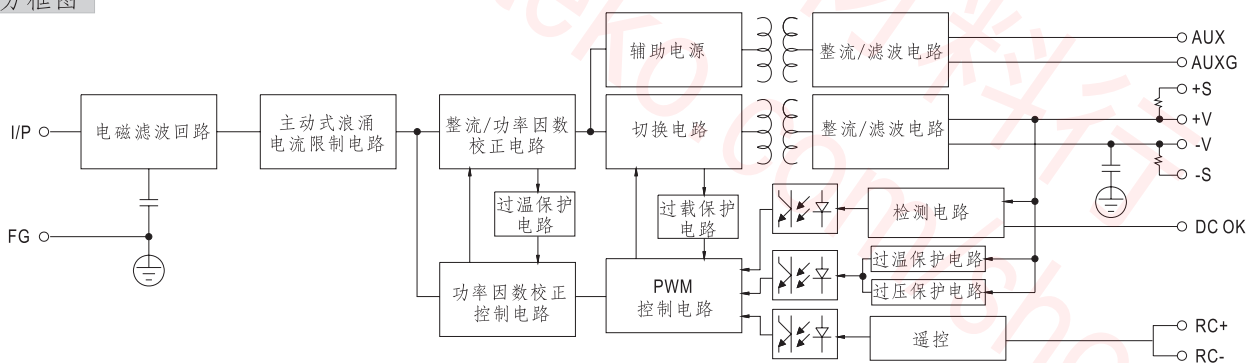 方框图
辅助电源
整流/滤波电路
AUX
AUXG
+S
I/P
电磁滤波回路
主动式浪涌
电流限制电路
整流/功率因数
校正电路
切换电路
整流/滤波电路
+V
-V
-S
过温保护
电路
过载保护
电路
检测电路
FG
DC OK
功率因数校正
控制电路
PWM
控制电路
过温保护电路
过压保护电路
遥控
RC+
RC-